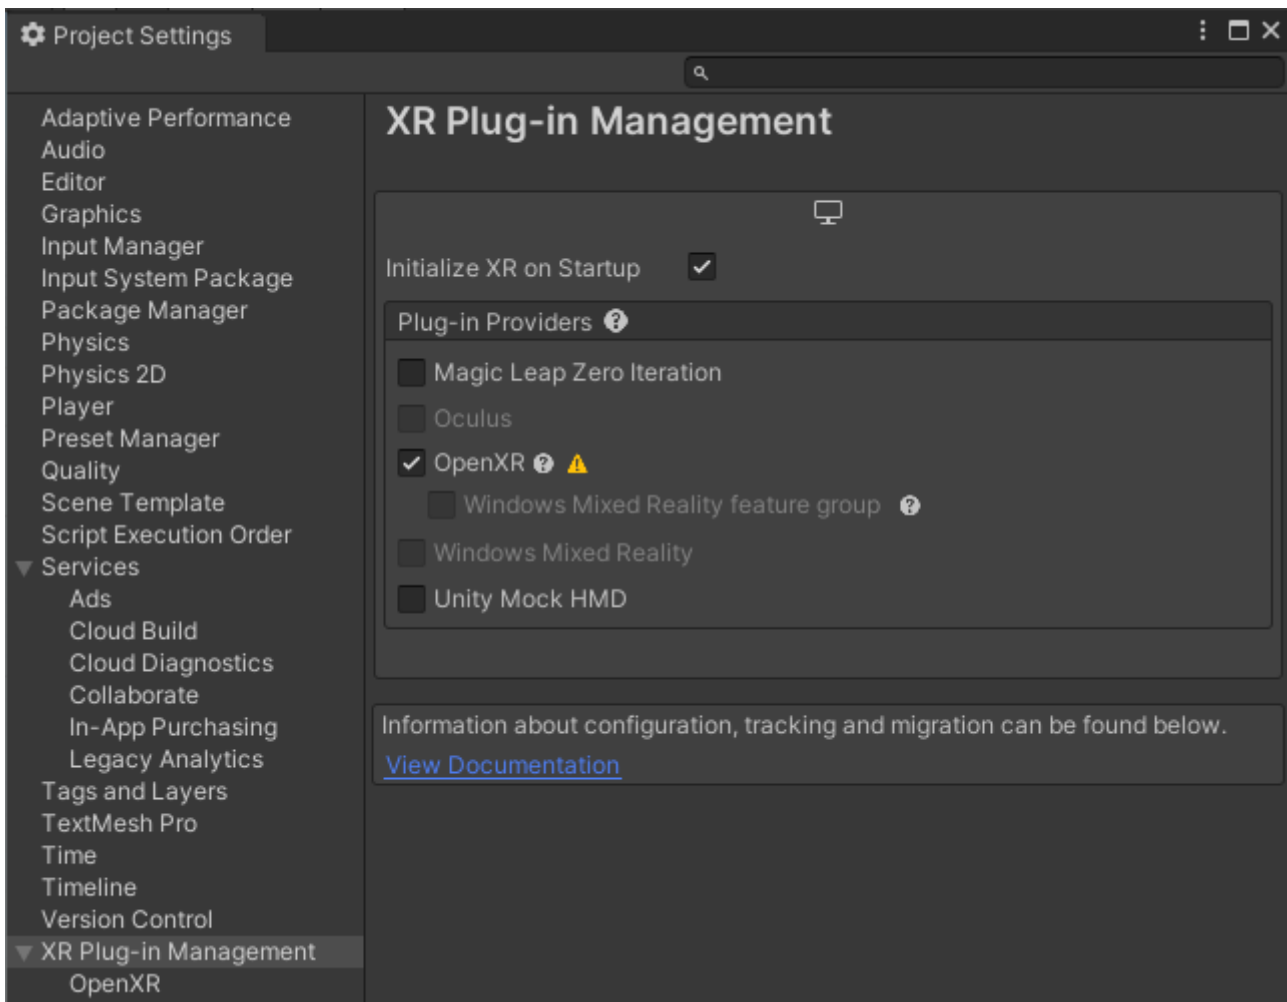 Project Settings
Adaptive Performance
Audio
Editor
Graphics
Input Manager
Input System Package
Package Manager
Physics
Physics 2D
Player
Preset Manager
Quality
Scene Template
Script Execution Order
Services
Ads
Cloud Build
Cloud Diagnostics
Collaborate
In-App Purchasing
Legacy Analytics
Tags and Layers
TextMesh Pro
Time
Timeline
Version Control
XR Plug-in Management
OpenXR
XR Plug-in Management
Initialize XR on Startup
Plug-in Providers
Magic Leap Zero Iteration
Oculus
OpenXR
Windows Mixed Reality feature group
Windows Mixed Reality
Unity Mock HMD
Information about configuration, tracking and migration can be found below.
View Documentation